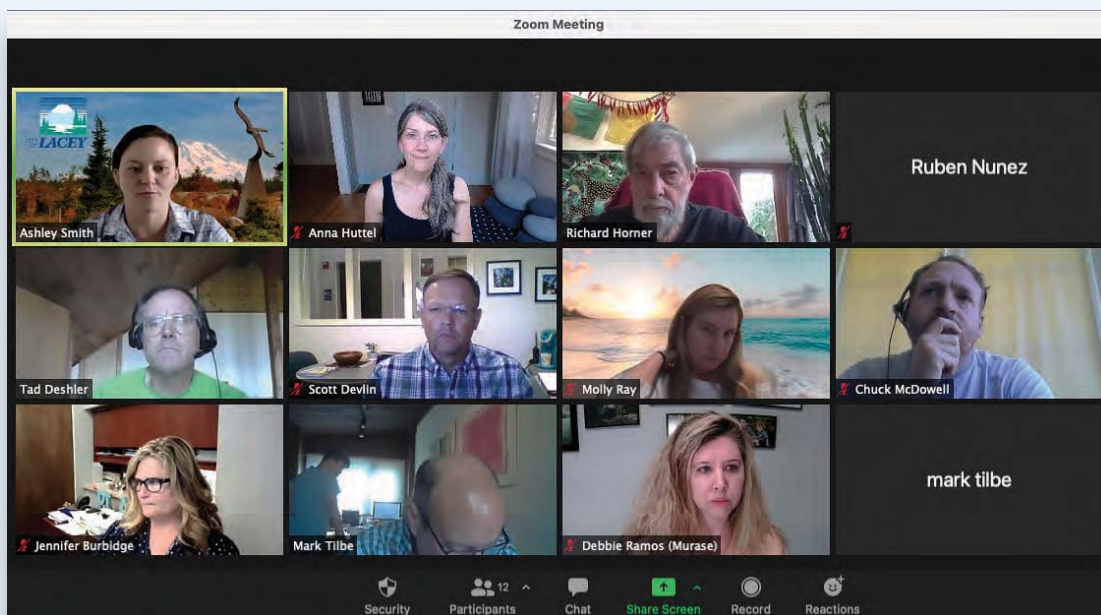 Zoom Meeting
LACEY
Ashley Smith
Anna Huttel
Richard Horner
Ruben Nunez
Tad Deshler
Scott Devlin
Molly Ray
Chuck McDowell
Jennifer Burbidge
Mark Tilbe
Debbie Ramos (Murase)
mark tilbe
Security
Participants
12
Chat
Share Screen
Record
Reactions